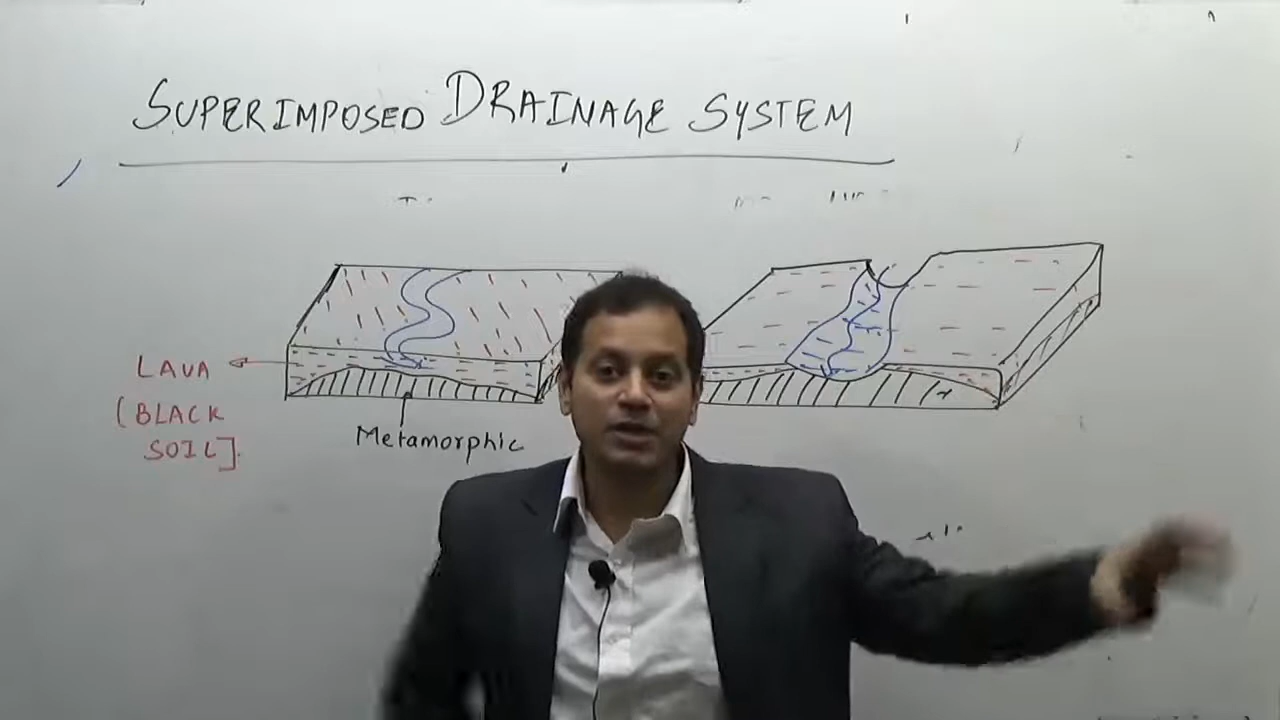 SUPERIMPOSED DRAINAGE SYSTEM
LAVA
(BLACK
SOIL].
Metamorphic